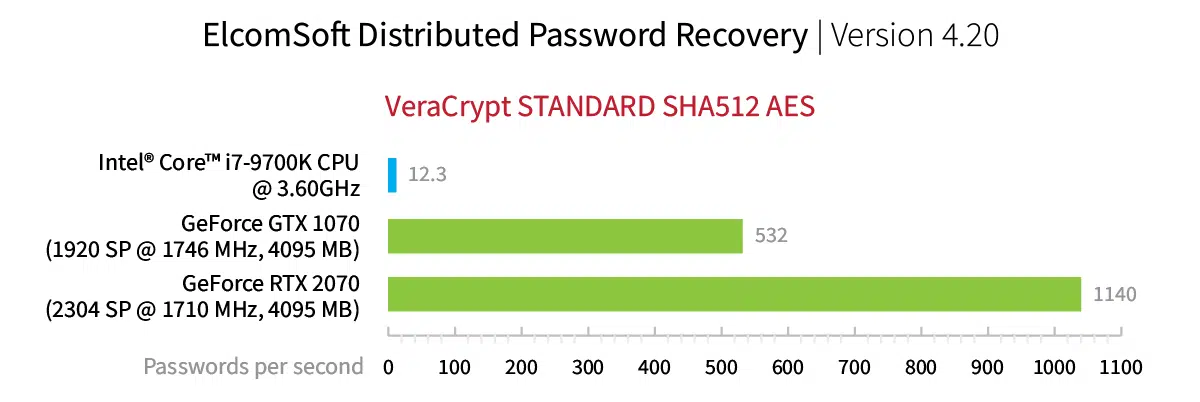 ElcomSoft Distributed Password Recovery | Version 4.20
VeraCrypt STANDARD SHA512 AES
Intel® Core™ i7-9700K CPU
@ 3.60GHz
12.3
GeForce GTX 1070
(1920 SP @ 1746 MHz, 4095 MB)
532
GeForce RTX 2070
(2304 SP @ 1710 MHz, 4095 MB)
1140
Passwords per second 0 100 200 300 400 500 600 700 800 900 1000 1100